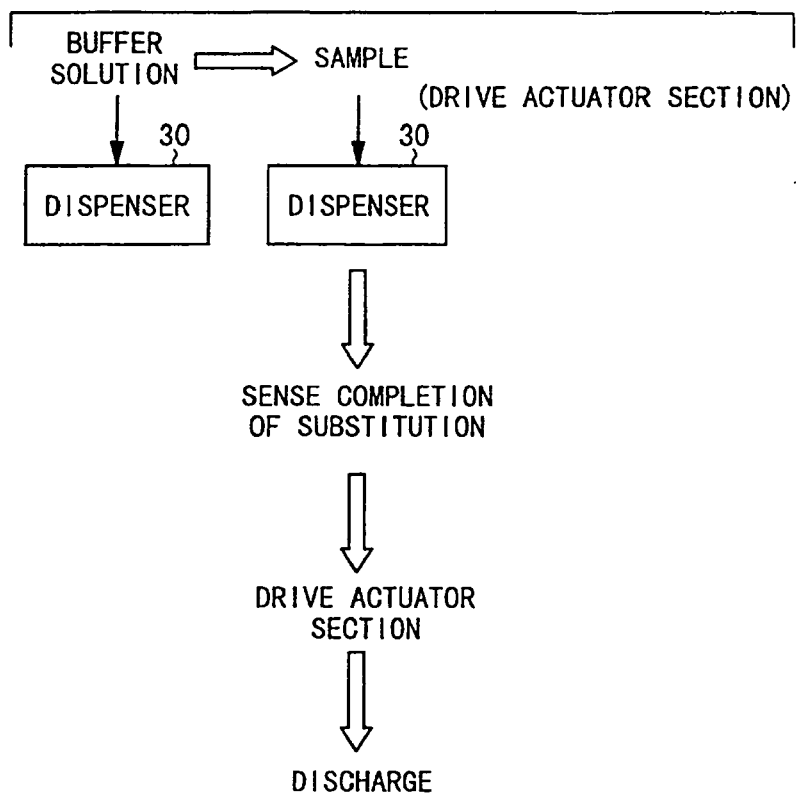 BUFFER
SOLUTION
SAMPLE
(DRIVE ACTUATOR SECTION)
30
30
DISPENSER
DISPENSER
SENSE COMPLETION
OF SUBSTITUTION
DRIVE ACTUATOR
SECTION
DISCHARGE